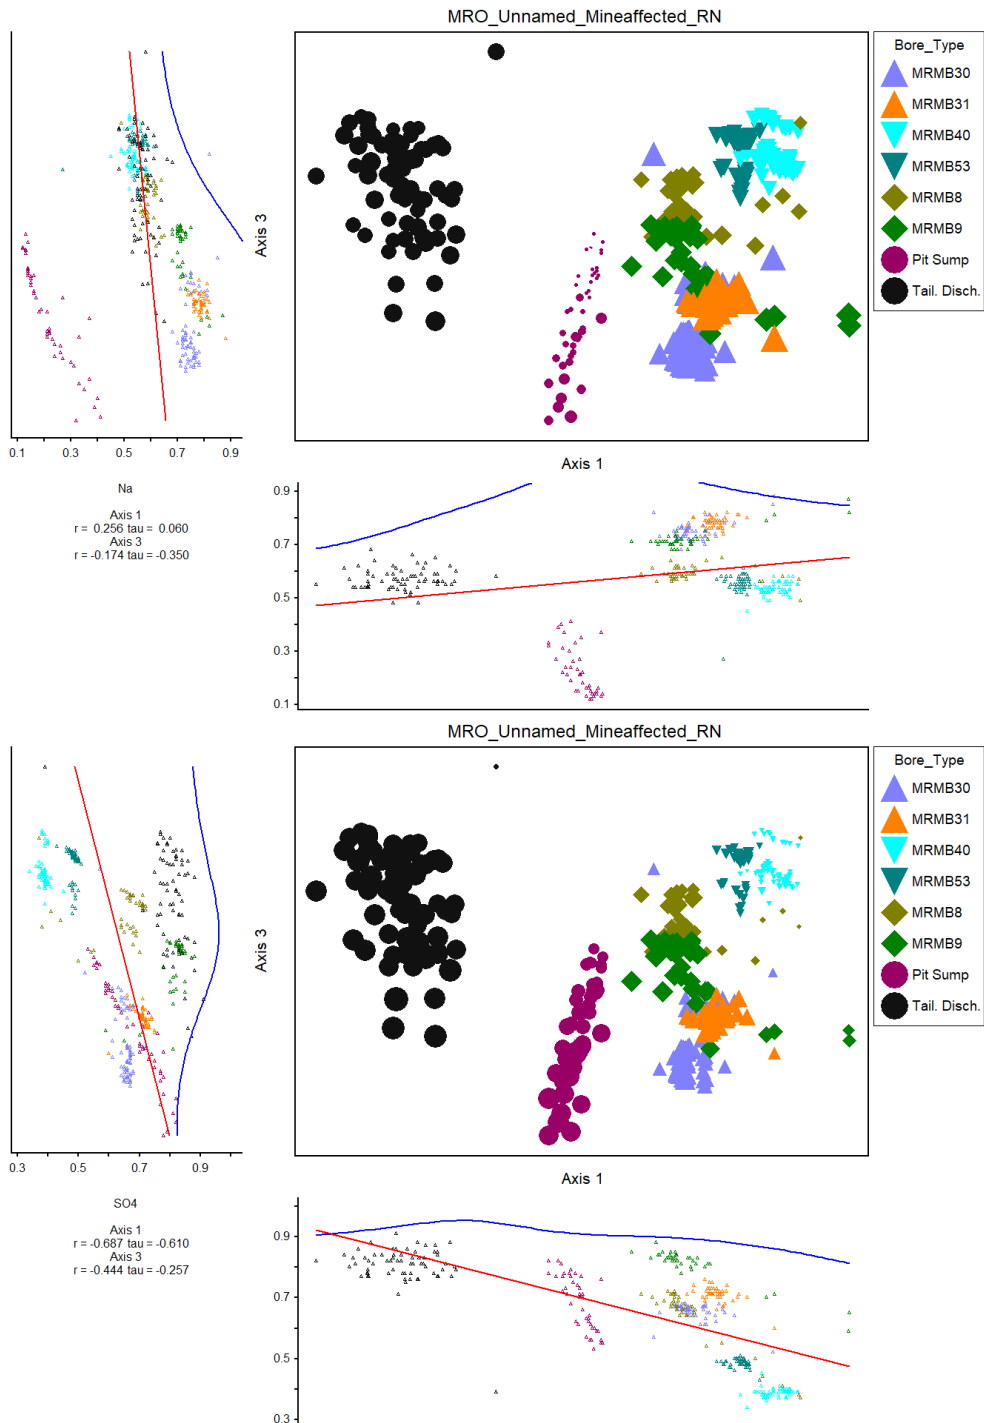 MRO_Unnamed_Mineaffected_RN
Bore_Type
MRMB30
MRMB31
MRMB40
MRMB53
MRMB8
MRMB9
Pit Sump
Tail. Disch.
Axis 3
0.1 0.3 0.5 0.7 0.9
Axis 1
Na
Axis 1
r = 0.256 tau = 0.060
Axis 3
r = -0.174 tau = -0.350
0.9
0.7
0.5
0.3
0.1
MRO_Unnamed_Mineaffected_RN
Bore_Type
MRMB30
MRMB31
MRMB40
MRMB53
MRMB8
MRMB9
Pit Sump
Tail. Disch.
Axis 3
0.3 0.5 0.7 0.9
Axis 1
SO4
Axis 1
r = -0.687 tau = -0.610
Axis 3
r = -0.444 tau = -0.257
0.9
0.7
0.5
0.3